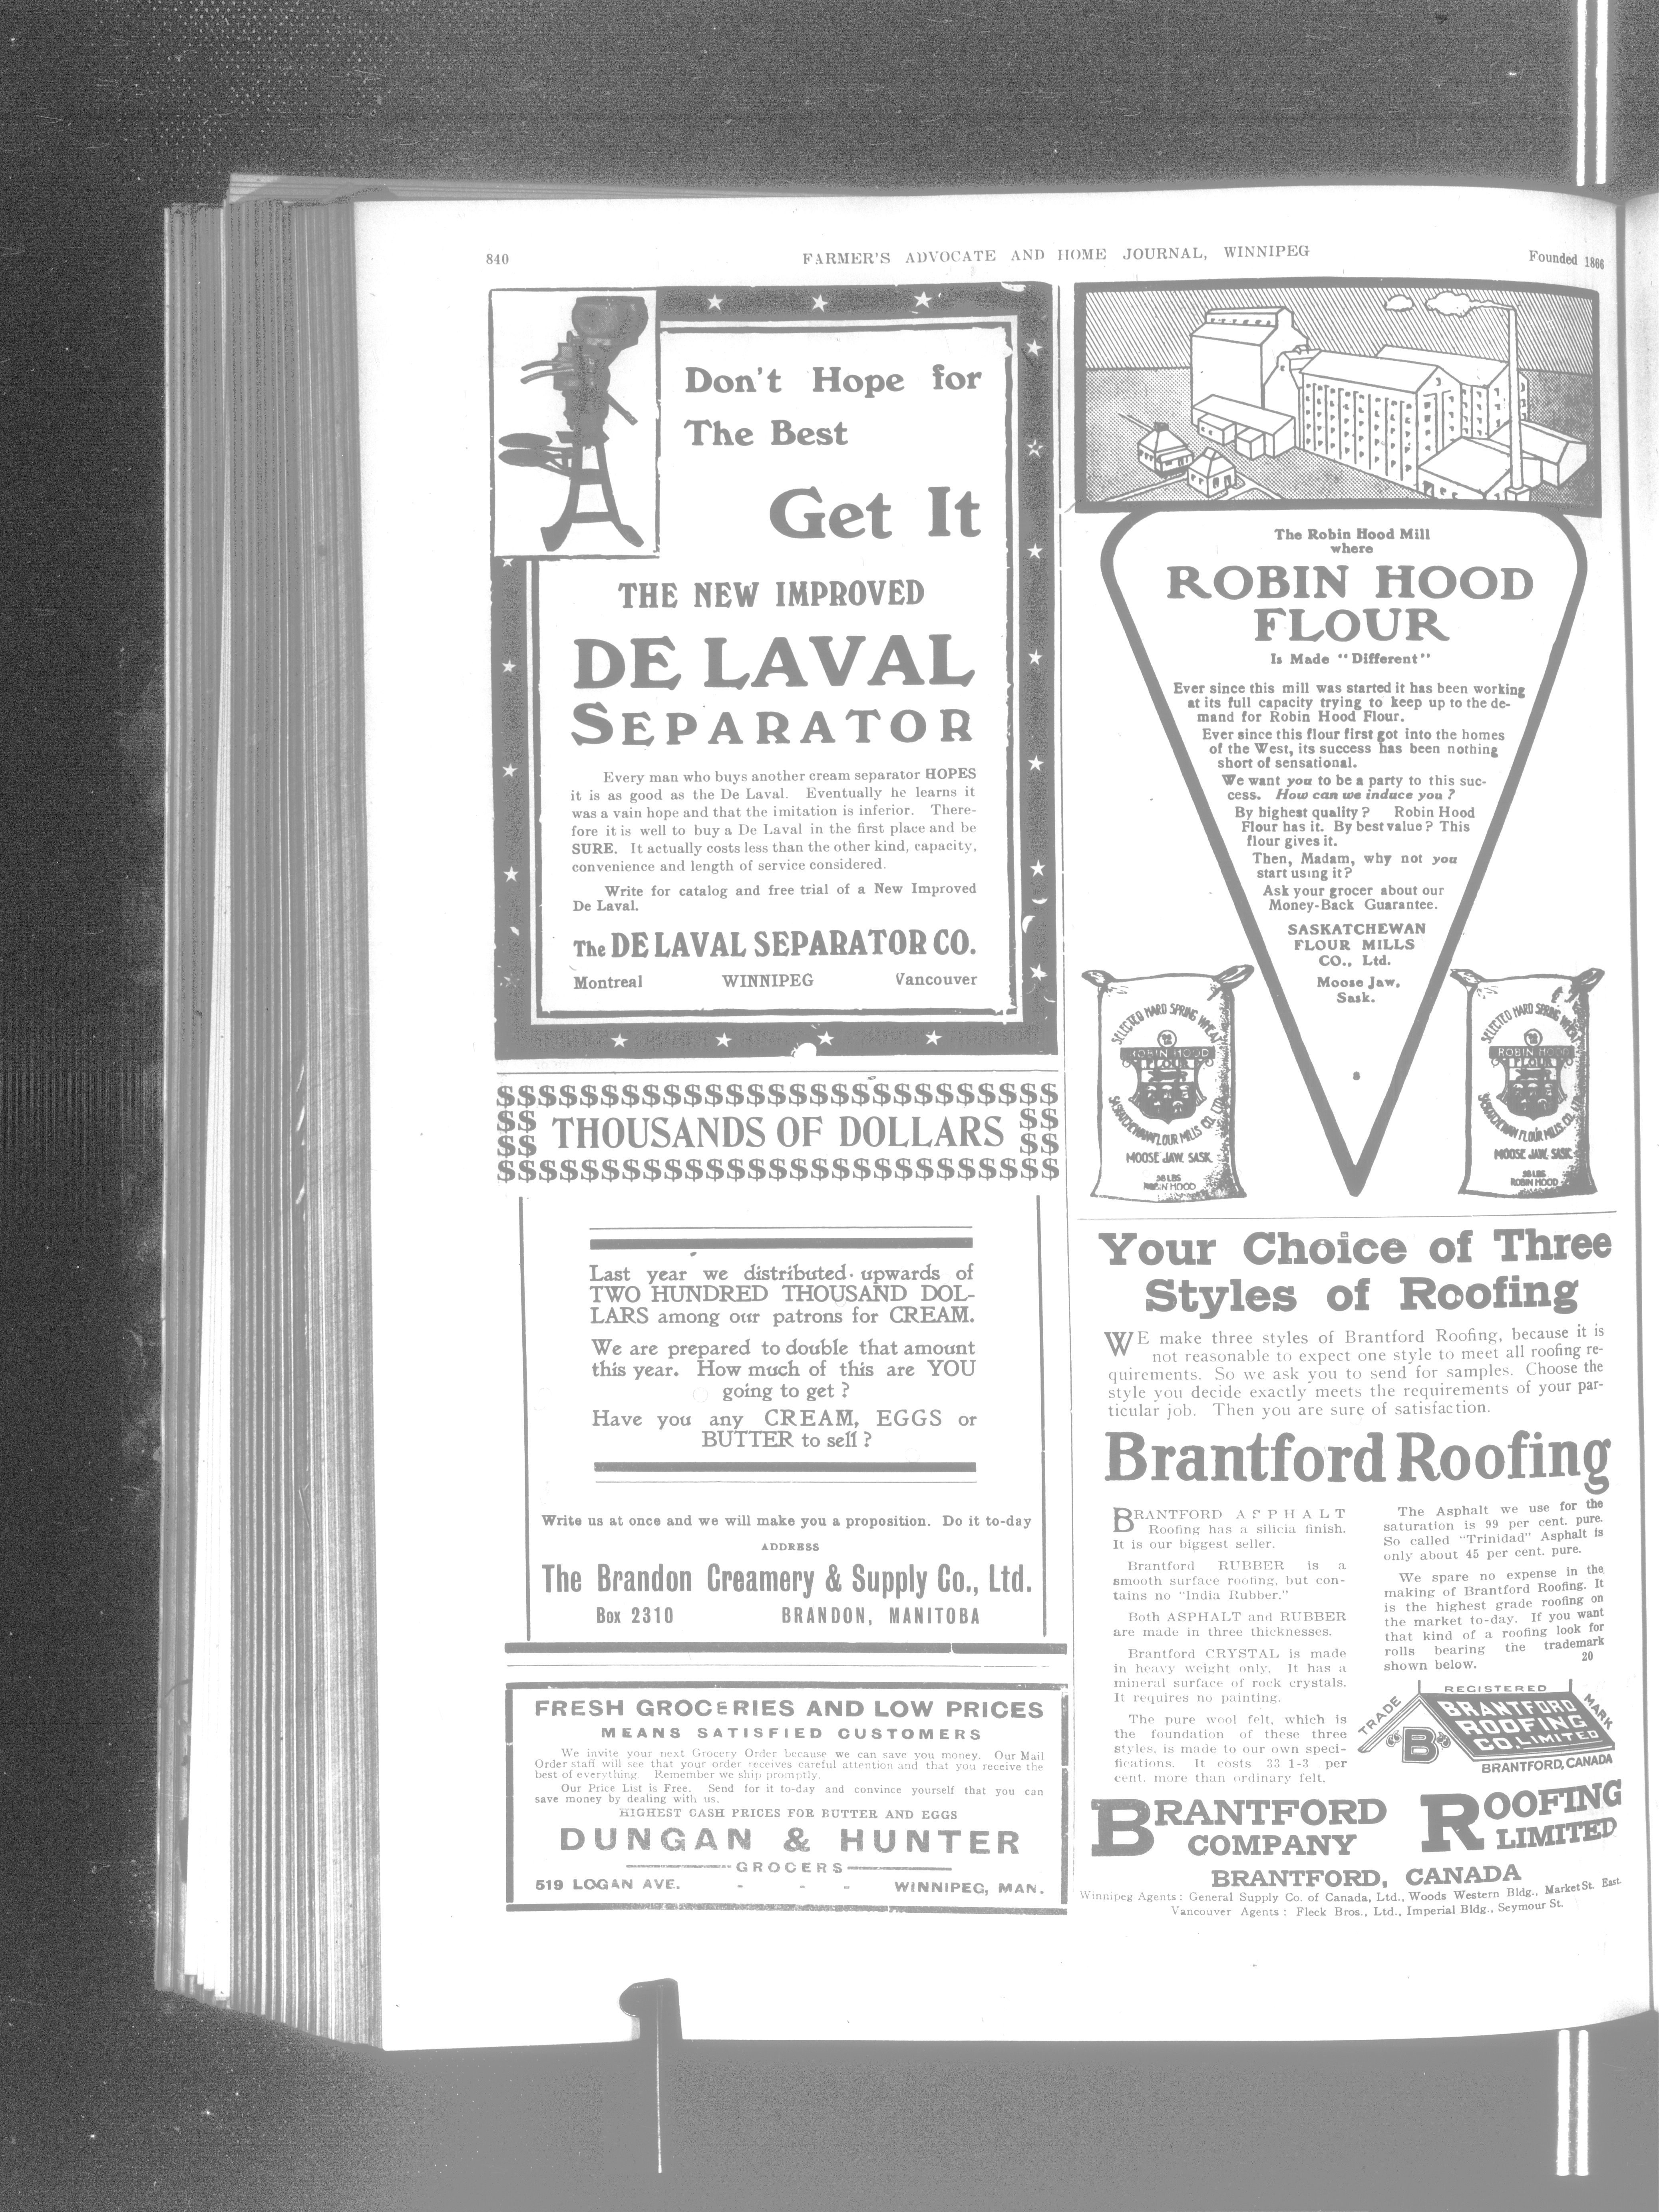 840
FARMER'S ADVOCATE AND HOME JOURNAL, WINNIPEG
Founded 1866
Don't Hope for
The Best
Get It
THE NEW IMPROVED
DE LAVAL
SEPARATOR
Every man who buys another cream separator HOPES
it is as good as the De Laval. Eventually he learns it
was a vain hope and that the imitation is inferior. There-
fore it is well to buy a De Laval in the first place and be
SURE. It actually costs less than the other kind, capacity,
convenience and length of service considered.
Write for catalog and free trial of a New Improved
De Laval.
The DE LAVAL SEPARATOR CO.
Montreal WINNIPEG Vancouver
$$$$$$$$$$$$$$$$$$$$$$$$$$$
$$ THOUSANDS OF DOLLARS $$
$$ $$
$$$$$$$$$$$$$$$$$$$$$$$$$$$
Last year we distributed upwards of
TWO HUNDRED THOUSAND DOL-
LARS among our patrons for CREAM.
We are prepared to double that amount
this year. How much of this are YOU
going to get ?
Have you any CREAM, EGGS or
BUTTER to sell ?
Write us at once and we will make you a proposition. Do it to-day
ADDRESS
The Brandon Creamery & Supply Co., Ltd.
Box 2310 BRANDON, MANITOBA
FRESH GROCERIES AND LOW PRICES
MEANS SATISFIED CUSTOMERS
We invite your next Grocery Order because we can save you money. Our Mail
Order staff will see that your order receives careful attention and that you receive the
best of everything. Remember we ship promptly.
Our Price List is Free. Send for it to-day and convince yourself that you can
save money by dealing with us.
HIGHEST CASH PRICES FOR BUTTER AND EGGS
DUNGAN & HUNTER
GROCERS
519 LOGAN AVE. - - - WINNIPEG, MAN.
The Robin Hood Mill
where
ROBIN HOOD
FLOUR
Is Made "Different"
Ever since this mill was started it has been working
at its full capacity trying to keep up to the de-
mand for Robin Hood Flour.
Ever since this flour first got into the homes
of the West, its success has been nothing
short of sensational.
We want you to be a party to this suc-
cess. How can we induce you ?
By highest quality ? Robin Hood
Flour has it. By best value ? This
flour gives it.
Then, Madam, why not you
start using it ?
Ask your grocer about our
Money-Back Guarantee.
SASKATCHEWAN
FLOUR MILLS
CO., Ltd.
Moose Jaw,
Sask.
8
SELECTED HARD SPRING WHEAT
ROBIN HOOD
FLOUR
SASKATCHEWAN FLOUR MILLS CO. LTD.
MOOSE JAW, SASK.
98 LBS
ROBIN HOOD
SELECTED HARD SPRING WHEAT
ROBIN HOOD
FLOUR
SASKATCHEWAN FLOUR MILLS CO. LTD.
MOOSE JAW, SASK.
98 LBS
ROBIN HOOD
Your Choice of Three
Styles of Roofing
WE make three styles of Brantford Roofing, because it is
not reasonable to expect one style to meet all roofing re-
quirements. So we ask you to send for samples. Choose the
style you decide exactly meets the requirements of your par-
ticular job. Then you are sure of satisfaction.
Brantford Roofing
BRANTFORD ASPHALT
Roofing has a silicia finish.
It is our biggest seller.
Brantford RUBBER is a
smooth surface roofing, but con-
tains no "India Rubber."
Both ASPHALT and RUBBER
are made in three thicknesses.
Brantford CRYSTAL is made
in heavy weight only. It has a
mineral surface of rock crystals.
It requires no painting.
The pure wool felt, which is
the foundation of these three
styles, is made to our own speci-
fications. It costs 33 1-3 per
cent. more than ordinary felt.
The Asphalt we use for the
saturation is 99 per cent. pure.
So called "Trinidad" Asphalt is
only about 45 per cent. pure.
We spare no expense in the
making of Brantford Roofing. It
is the highest grade roofing on
the market to-day. If you want
that kind of a roofing look for
rolls bearing the trademark
shown below. 20
REGISTERED
TRADE MARK
B
BRANTFORD
ROOFING
CO. LIMITED
BRANTFORD, CANADA
BRANTFORD ROOFING
COMPANY LIMITED
BRANTFORD, CANADA
Winnipeg Agents : General Supply Co. of Canada, Ltd., Woods Western Bldg., Market St. East.
Vancouver Agents : Fleck Bros., Ltd., Imperial Bldg., Seymour St.